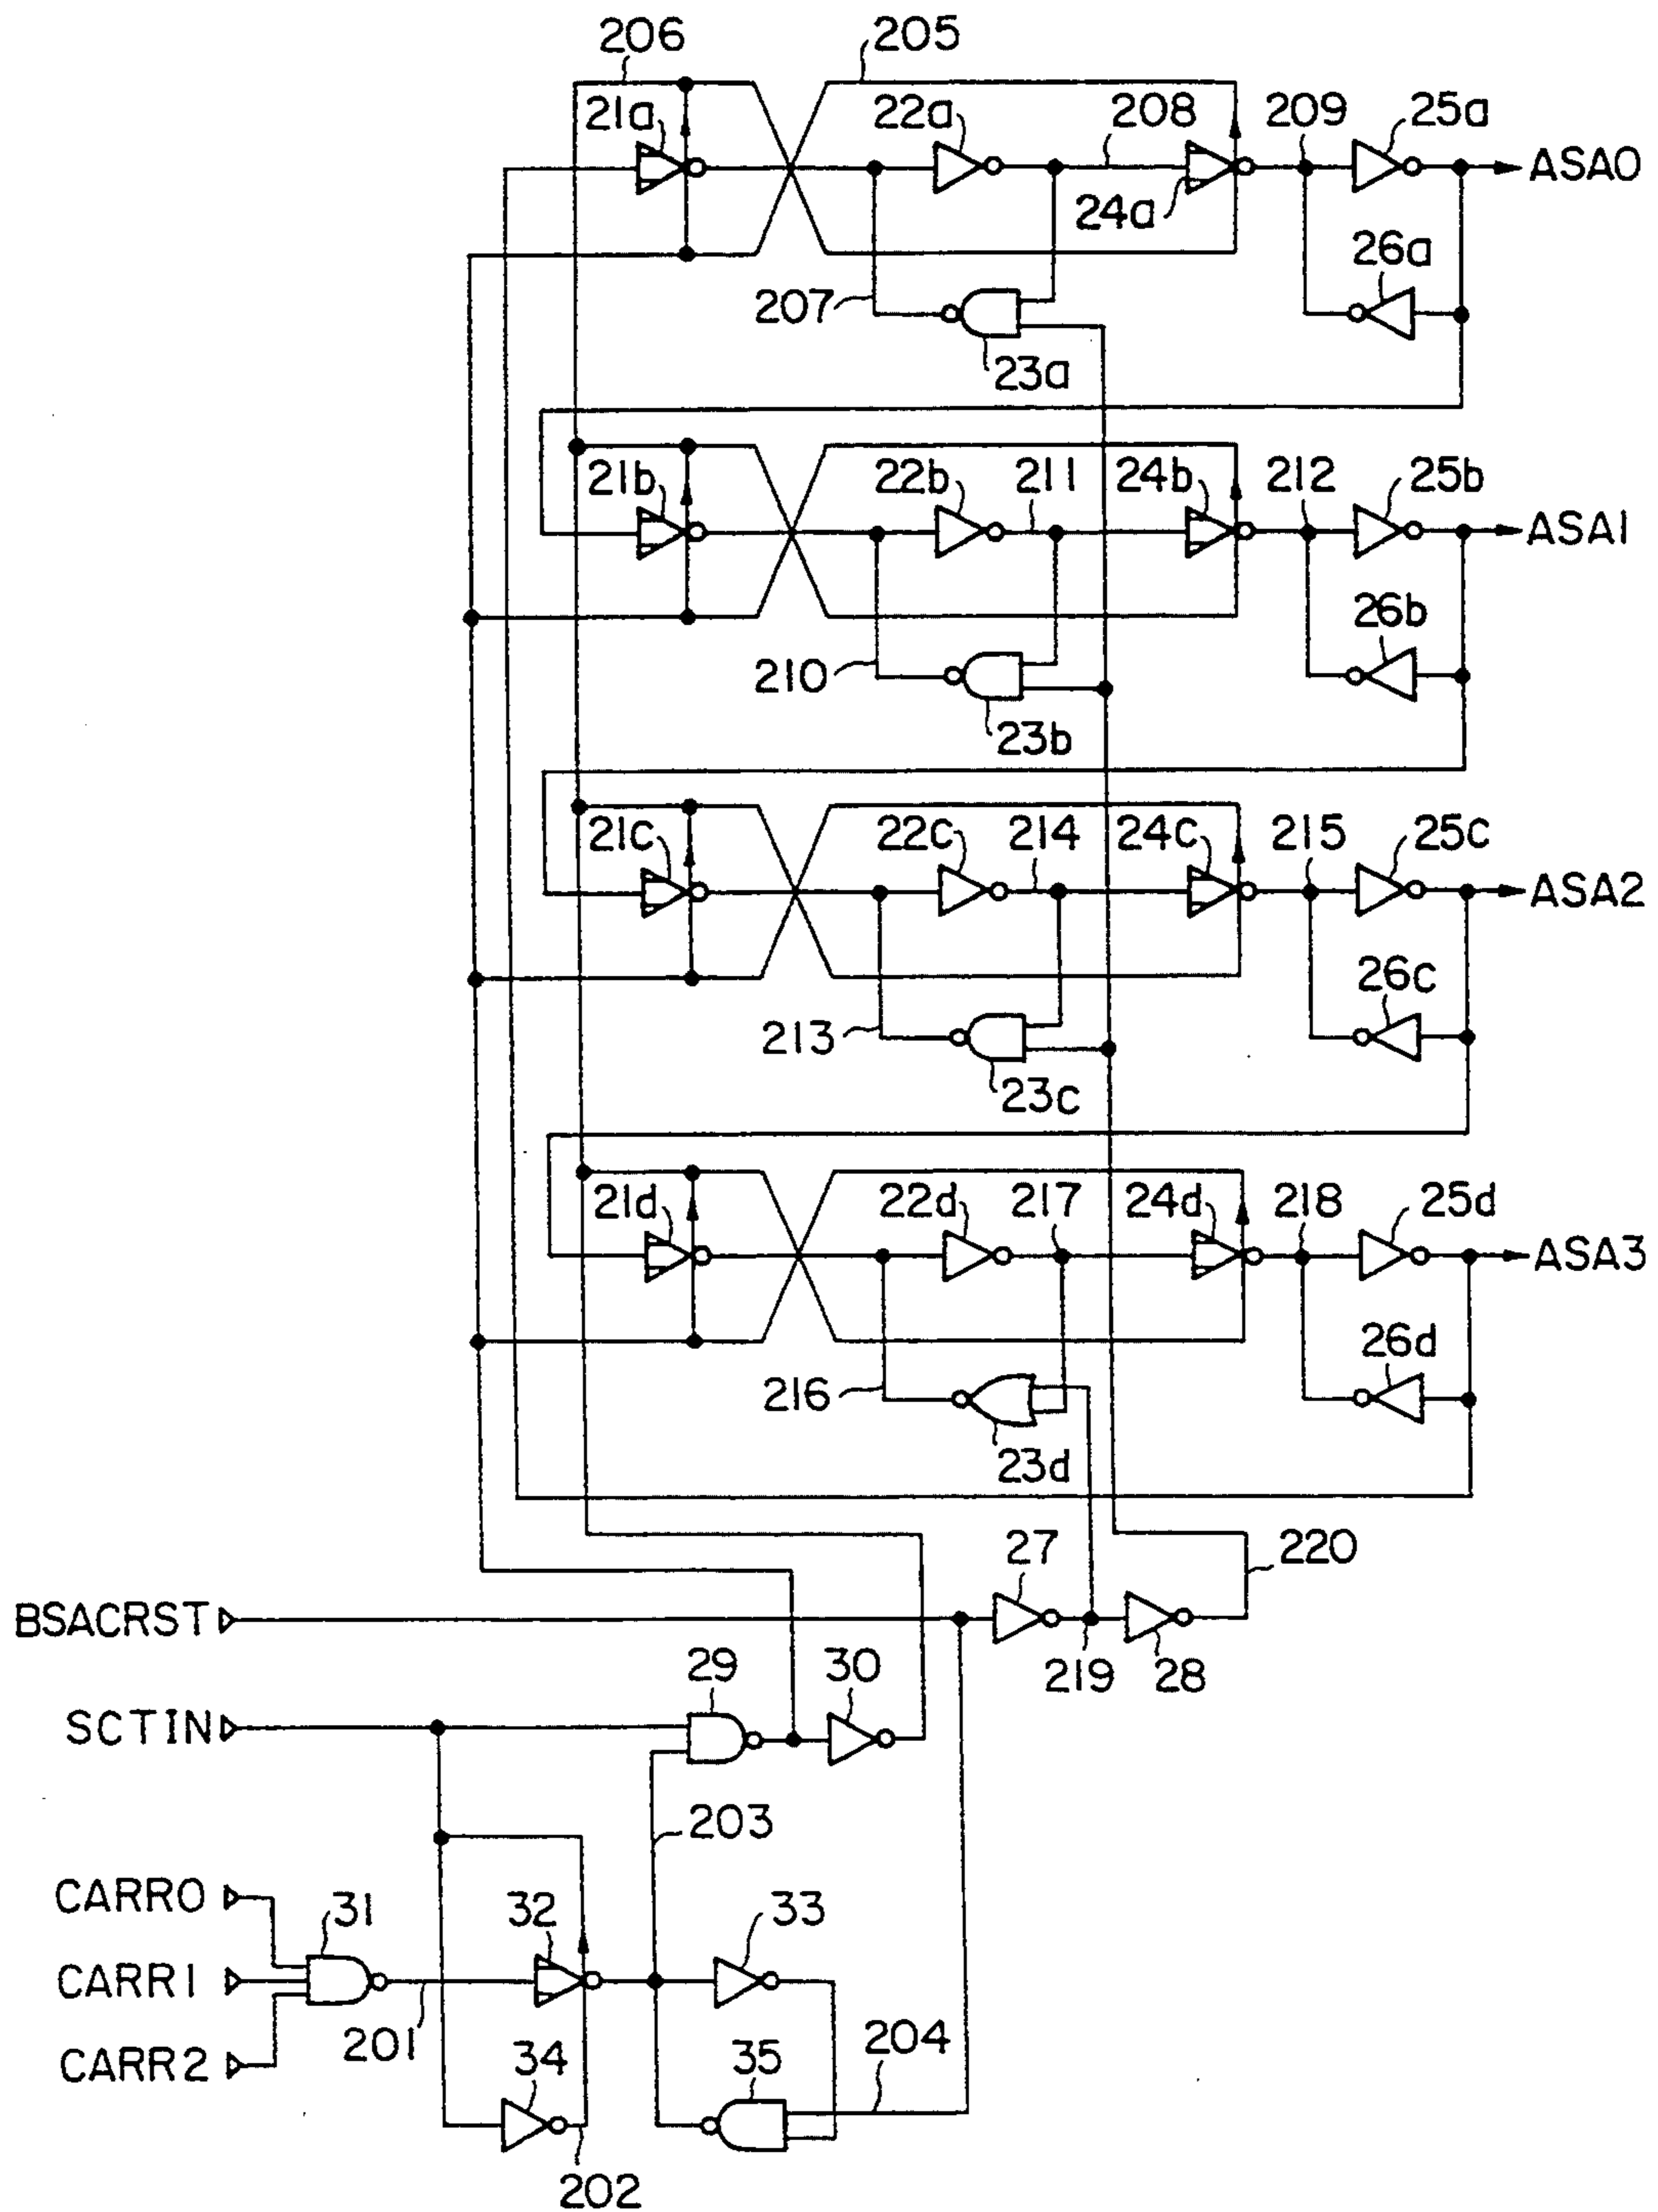 206
205
21a
22a
208
209
25a
ASA0
24a
26a
207
23a
21b
22b
211
24b
212
25b
ASA1
26b
210
23b
21c
22c
214
24c
215
25c
ASA2
26c
213
23c
21d
22d
217
24d
218
25d
ASA3
26d
216
23d
27
220
BSACRST
29
30
219
28
SCTIN
203
CARR0
31
32
33
CARR1
201
204
CARR2
34
35
202